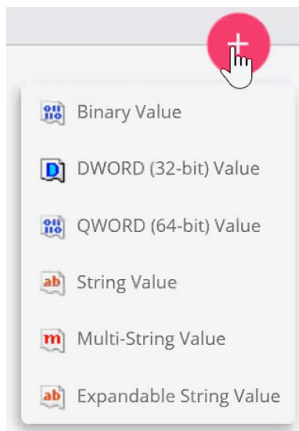 +
Binary Value
DWORD (32-bit) Value
QWORD (64-bit) Value
String Value
Multi-String Value
Expandable String Value